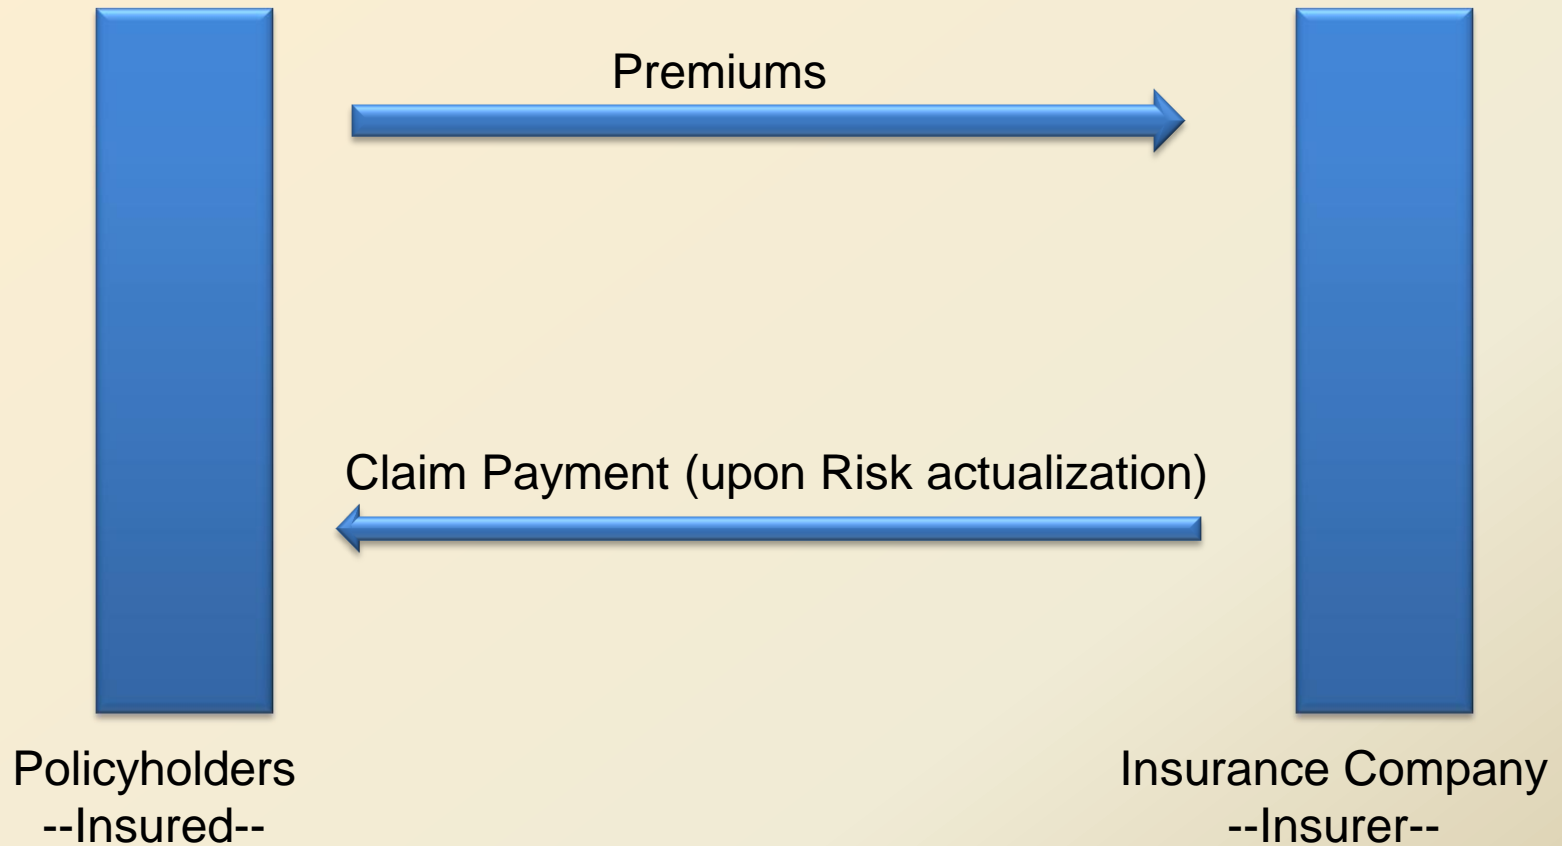 Premiums
Claim Payment (upon Risk actualization)
Policyholders
--Insured--
Insurance Company
--Insurer--